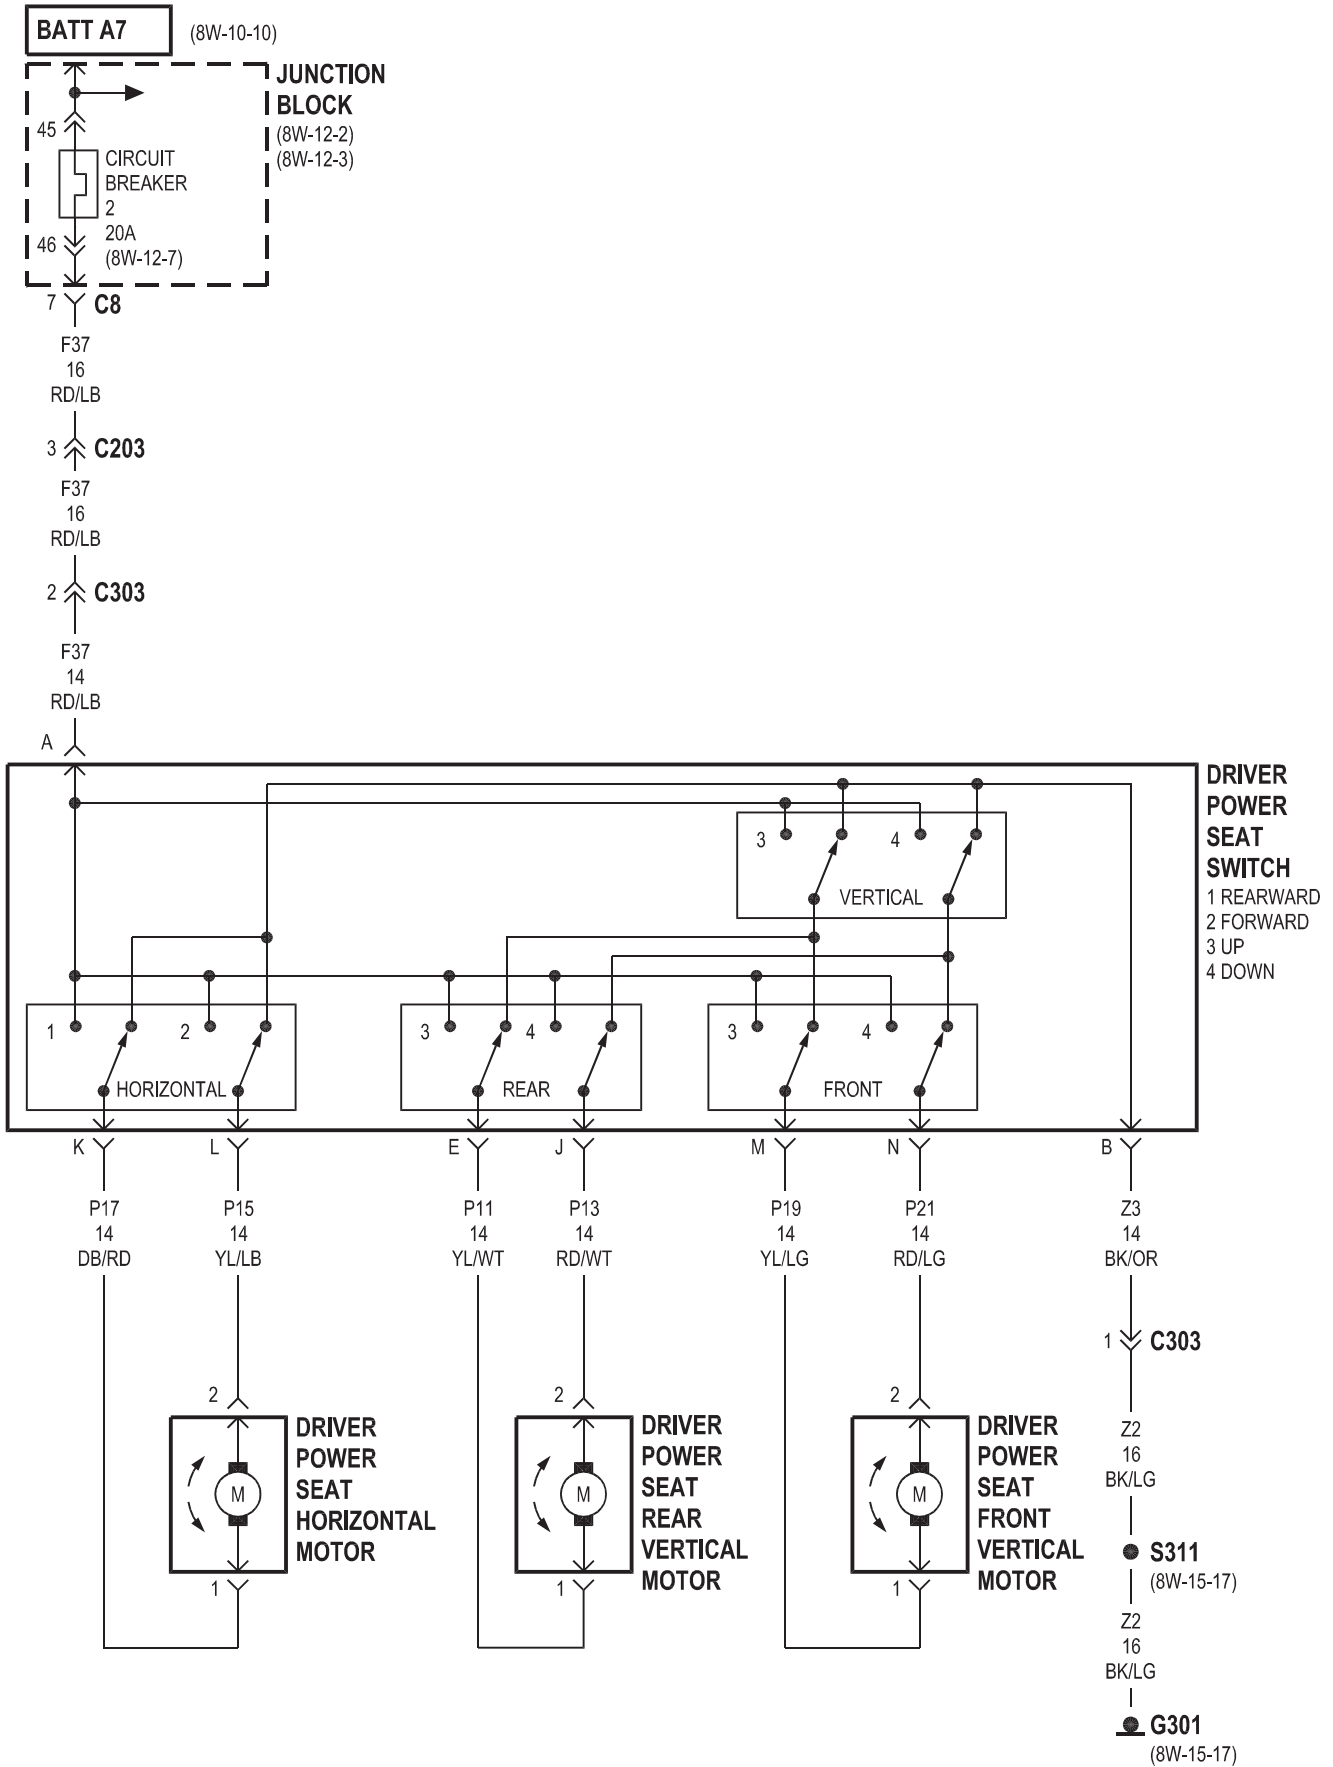 BATT A7 (8W-10-10)
JUNCTION
BLOCK
(8W-12-2)
(8W-12-3)
45
CIRCUIT
BREAKER
2
20A
(8W-12-7)
46
7 C8
F37
16
RD/LB
3 C203
F37
16
RD/LB
2 C303
F37
14
RD/LB
A
DRIVER
POWER
SEAT
SWITCH
1 REARWARD
2 FORWARD
3 UP
4 DOWN
3 4
VERTICAL
1 2
HORIZONTAL
3 4
REAR
3 4
FRONT
K L E J M N B
P17
14
DB/RD
P15
14
YL/LB
P11
14
YL/WT
P13
14
RD/WT
P19
14
YL/LG
P21
14
RD/LG
Z3
14
BK/OR
1 C303
2
M
1
DRIVER
POWER
SEAT
HORIZONTAL
MOTOR
2
M
1
DRIVER
POWER
SEAT
REAR
VERTICAL
MOTOR
2
M
1
DRIVER
POWER
SEAT
FRONT
VERTICAL
MOTOR
Z2
16
BK/LG
S311
(8W-15-17)
Z2
16
BK/LG
G301
(8W-15-17)